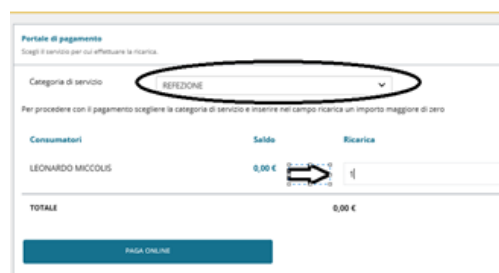 Portale di pagamento
Scegli il servizio per cui effettuare la ricarica.
Categoria di servizio REFEZIONE
Per procedere con il pagamento scegliere la categoria di servizio e inserire nel campo ricarica un importo maggiore di zero
Consumatori Saldo Ricarica
LEONARDO MICCOLIS 0,00 € 1
TOTALE 0,00 €
PAGA ONLINE